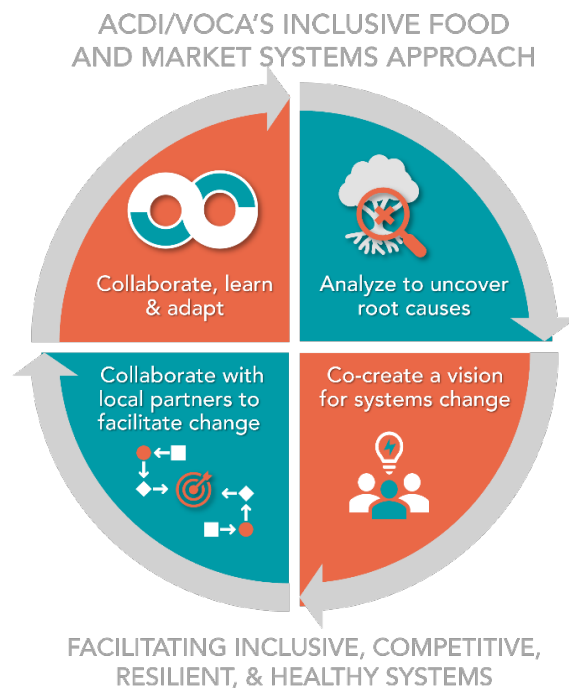 ACDI/VOCA'S INCLUSIVE FOOD
AND MARKET SYSTEMS APPROACH
Collaborate, learn
& adapt
Analyze to uncover
root causes
Collaborate with
local partners to
facilitate change
Co-create a vision
for systems change
FACILITATING INCLUSIVE, COMPETITIVE,
RESILIENT, & HEALTHY SYSTEMS